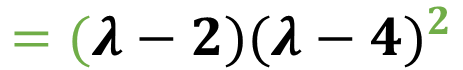 = (λ − 2)(λ − 4)²